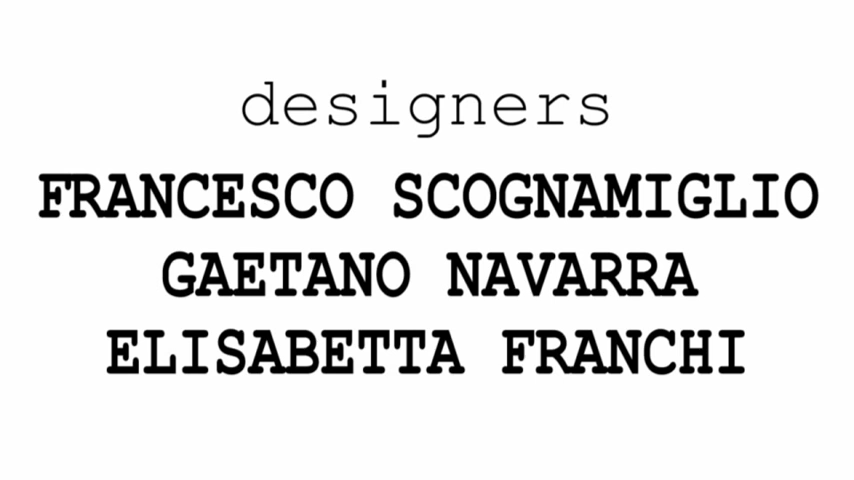 designers
FRANCESCO SCOGNAMIGLIO
GAETANO NAVARRA
ELISABETTA FRANCHI